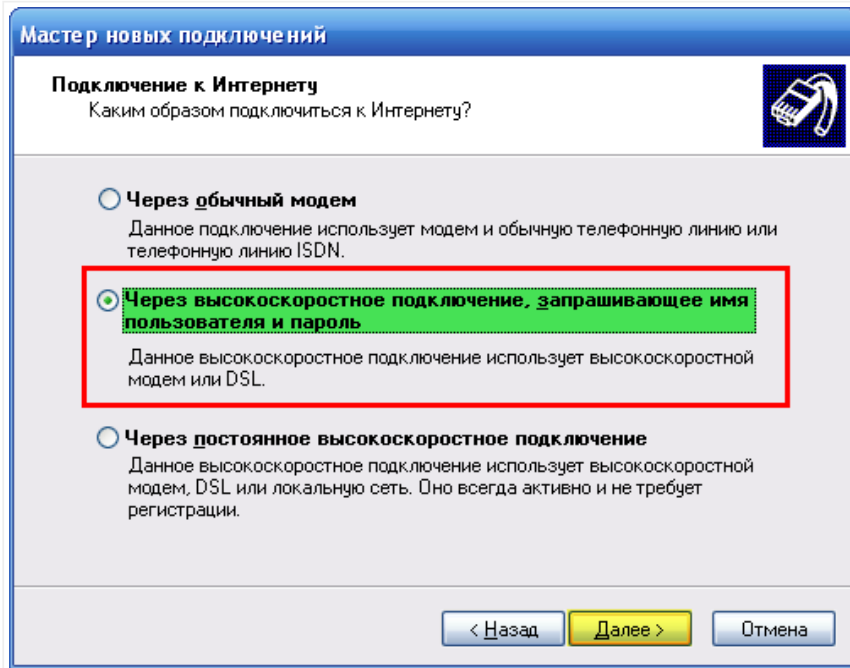 Мастер новых подключений
Подключение к Интернету
Каким образом подключиться к Интернету?
Через обычный модем
Данное подключение использует модем и обычную телефонную линию или
телефонную линию ISDN.
Через высокоскоростное подключение, запрашивающее имя
пользователя и пароль
Данное высокоскоростное подключение использует высокоскоростной
модем или DSL.
Через постоянное высокоскоростное подключение
Данное высокоскоростное подключение использует высокоскоростной
модем, DSL или локальную сеть. Оно всегда активно и не требует
регистрации.
< Назад Далее > Отмена